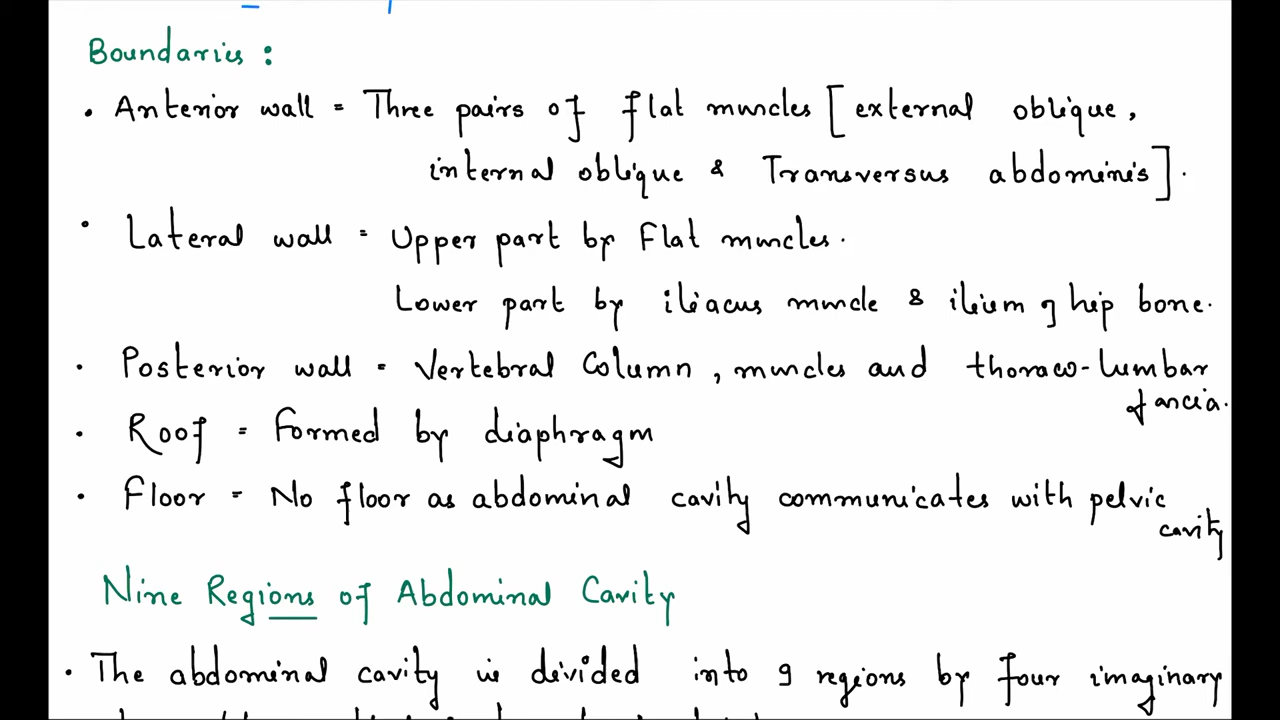 Boundaries :
• Anterior wall = Three pairs of flat muscles [external oblique,
internal oblique & Transversus abdominis].
• Lateral wall = Upper part by Flat muscles.
Lower part by iliacus muscle & ilium of hip bone.
• Posterior wall = Vertebral Column, muscles and thoraco-lumbar
fascia.
• Roof = Formed by diaphragm
• Floor = No floor as abdominal cavity communicates with pelvic
cavity
Nine Regions of Abdominal Cavity
• The abdominal cavity is divided into 9 regions by four imaginary